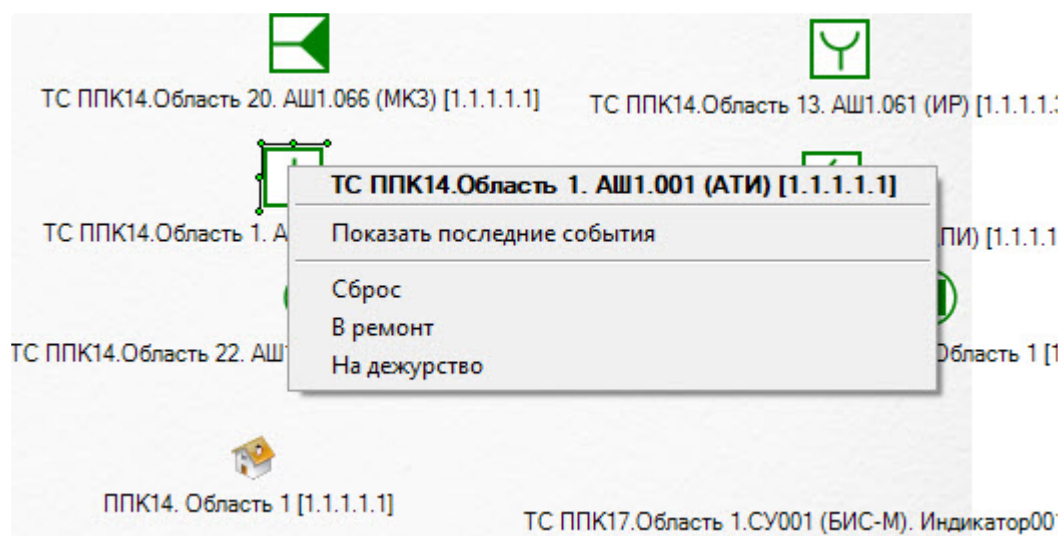 ТС ППК14.Область 20. АШ1.066 (МКЗ) [1.1.1.1.1]
ТС ППК14.Область 13. АШ1.061 (ИР) [1.1.1.1.
ТС ППК14.Область 1. АШ1.001 (АТИ) [1.1.1.1.1]
ТС ППК14.Область 1. А
Показать последние события
ПИ) [1.1.1.1
Сброс
В ремонт
ТС ППК14.Область 22. АШ
На дежурство
Область 1 [1
ППК14. Область 1 [1.1.1.1.1]
ТС ППК17.Область 1.СУ001 (БИС-М). Индикатор001